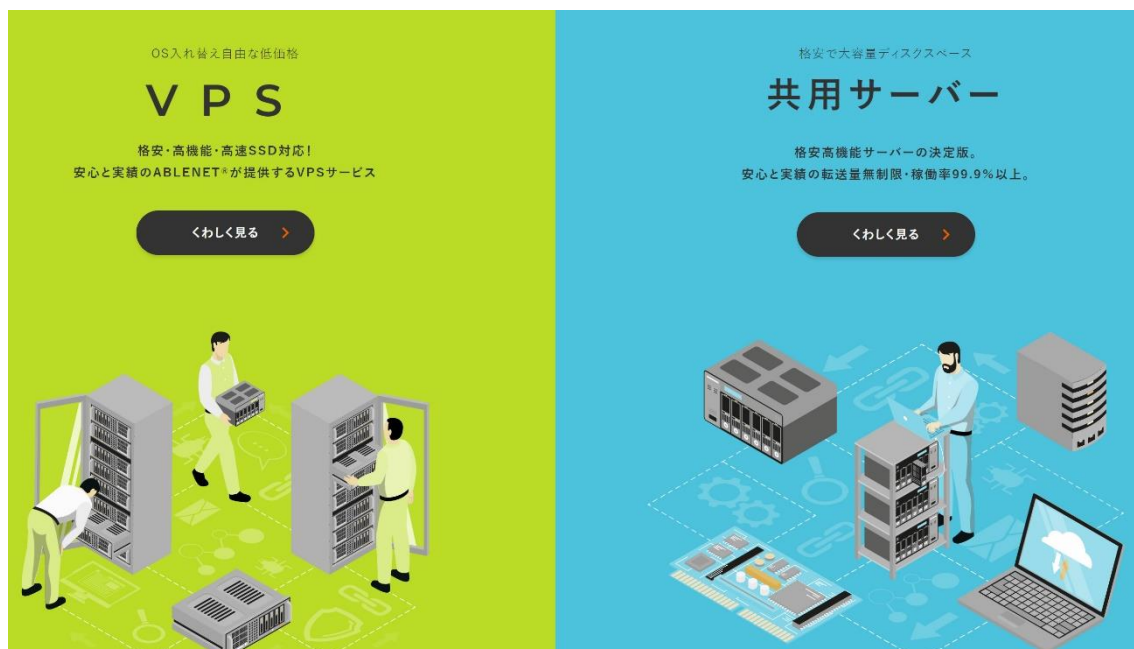 OS入れ替え自由な低価格
VPS
格安・高機能・高速SSD対応！
安心と実績のABLENET®が提供するVPSサービス
くわしく見る
格安で大容量ディスクスペース
共用サーバー
格安高機能サーバーの決定版。
安心と実績の転送量無制限・稼働率99.9%以上。
くわしく見る